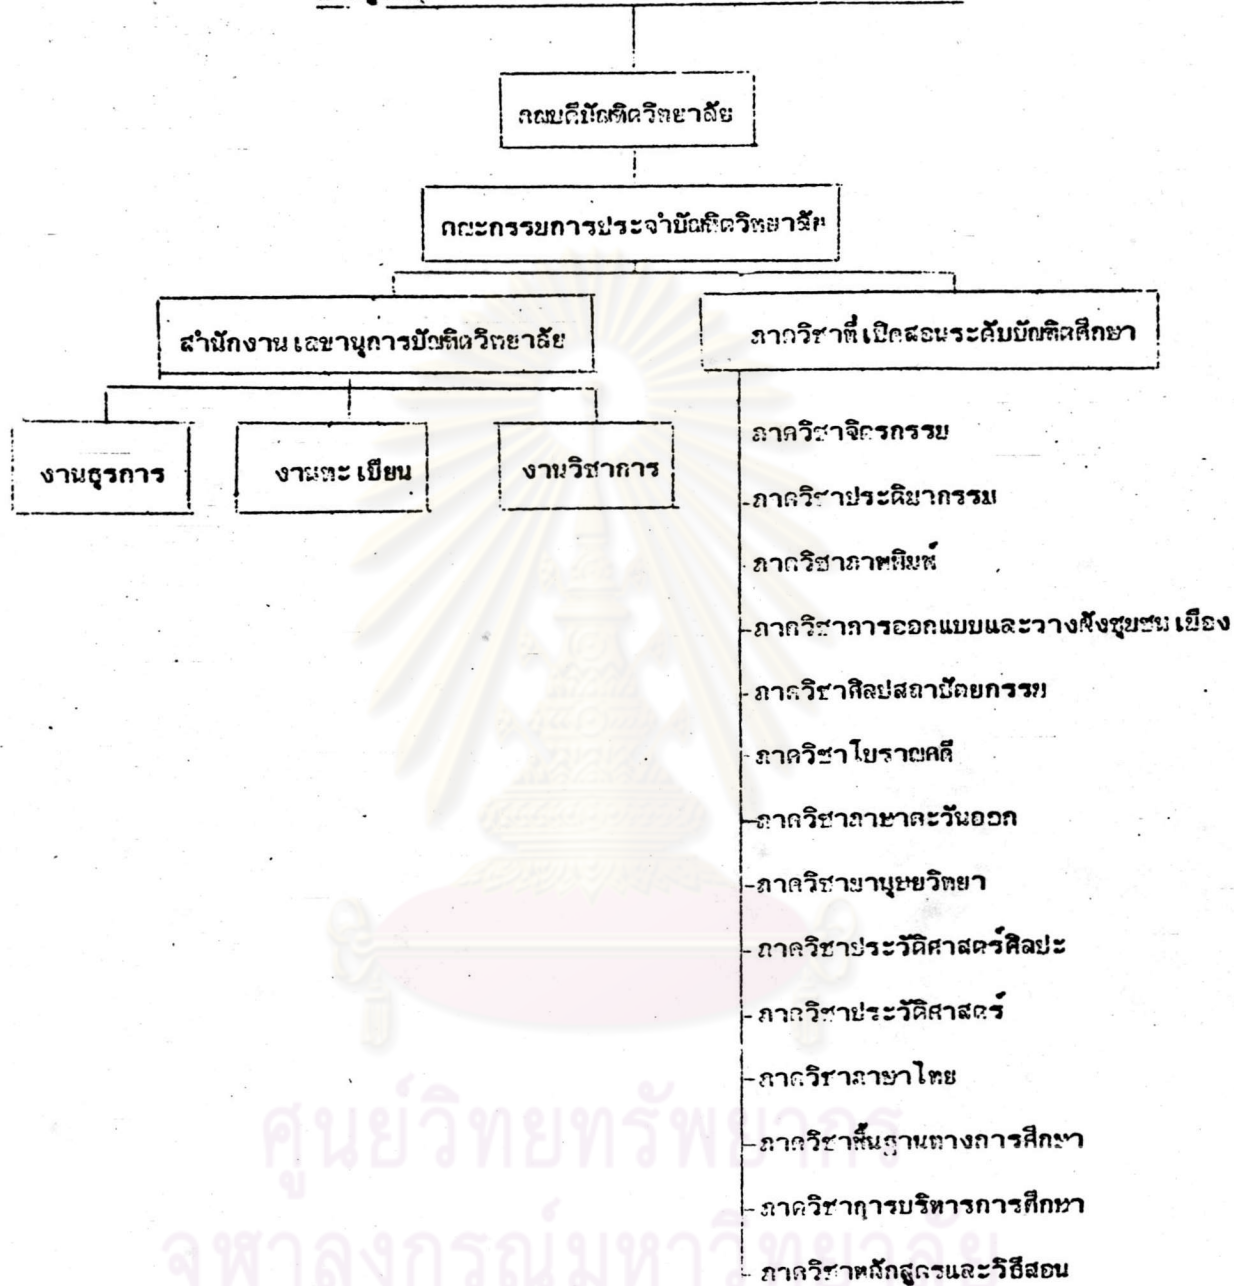 คณบดีบัณฑิตวิทยาลัย
คณะกรรมการประจำบัณฑิตวิทยาลัย
สำนักงานเลขานุการบัณฑิตวิทยาลัย
ภาควิชาที่เปิดสอนระดับบัณฑิตศึกษา
งานธุรการ
งานทะเบียน
งานวิชาการ
ภาควิชาจิตรกรรม
-ภาควิชาประติมากรรม
-ภาควิชาภาพพิมพ์
-ภาควิชาการออกแบบและวางผังชุมชนเมือง
-ภาควิชาศิลปสถาปัตยกรรม
-ภาควิชาโบราณคดี
-ภาควิชาภาษาตะวันออก
-ภาควิชามานุษยวิทยา
-ภาควิชาประวัติศาสตร์ศิลปะ
-ภาควิชาประวัติศาสตร์
-ภาควิชาภาษาไทย
-ภาควิชาพื้นฐานทางการศึกษา
-ภาควิชาการบริหารการศึกษา
-ภาควิชาหลักสูตรและวิธีสอน
ศูนย์วิทยทรัพยากร
จุฬาลงกรณ์มหาวิทยาลัย